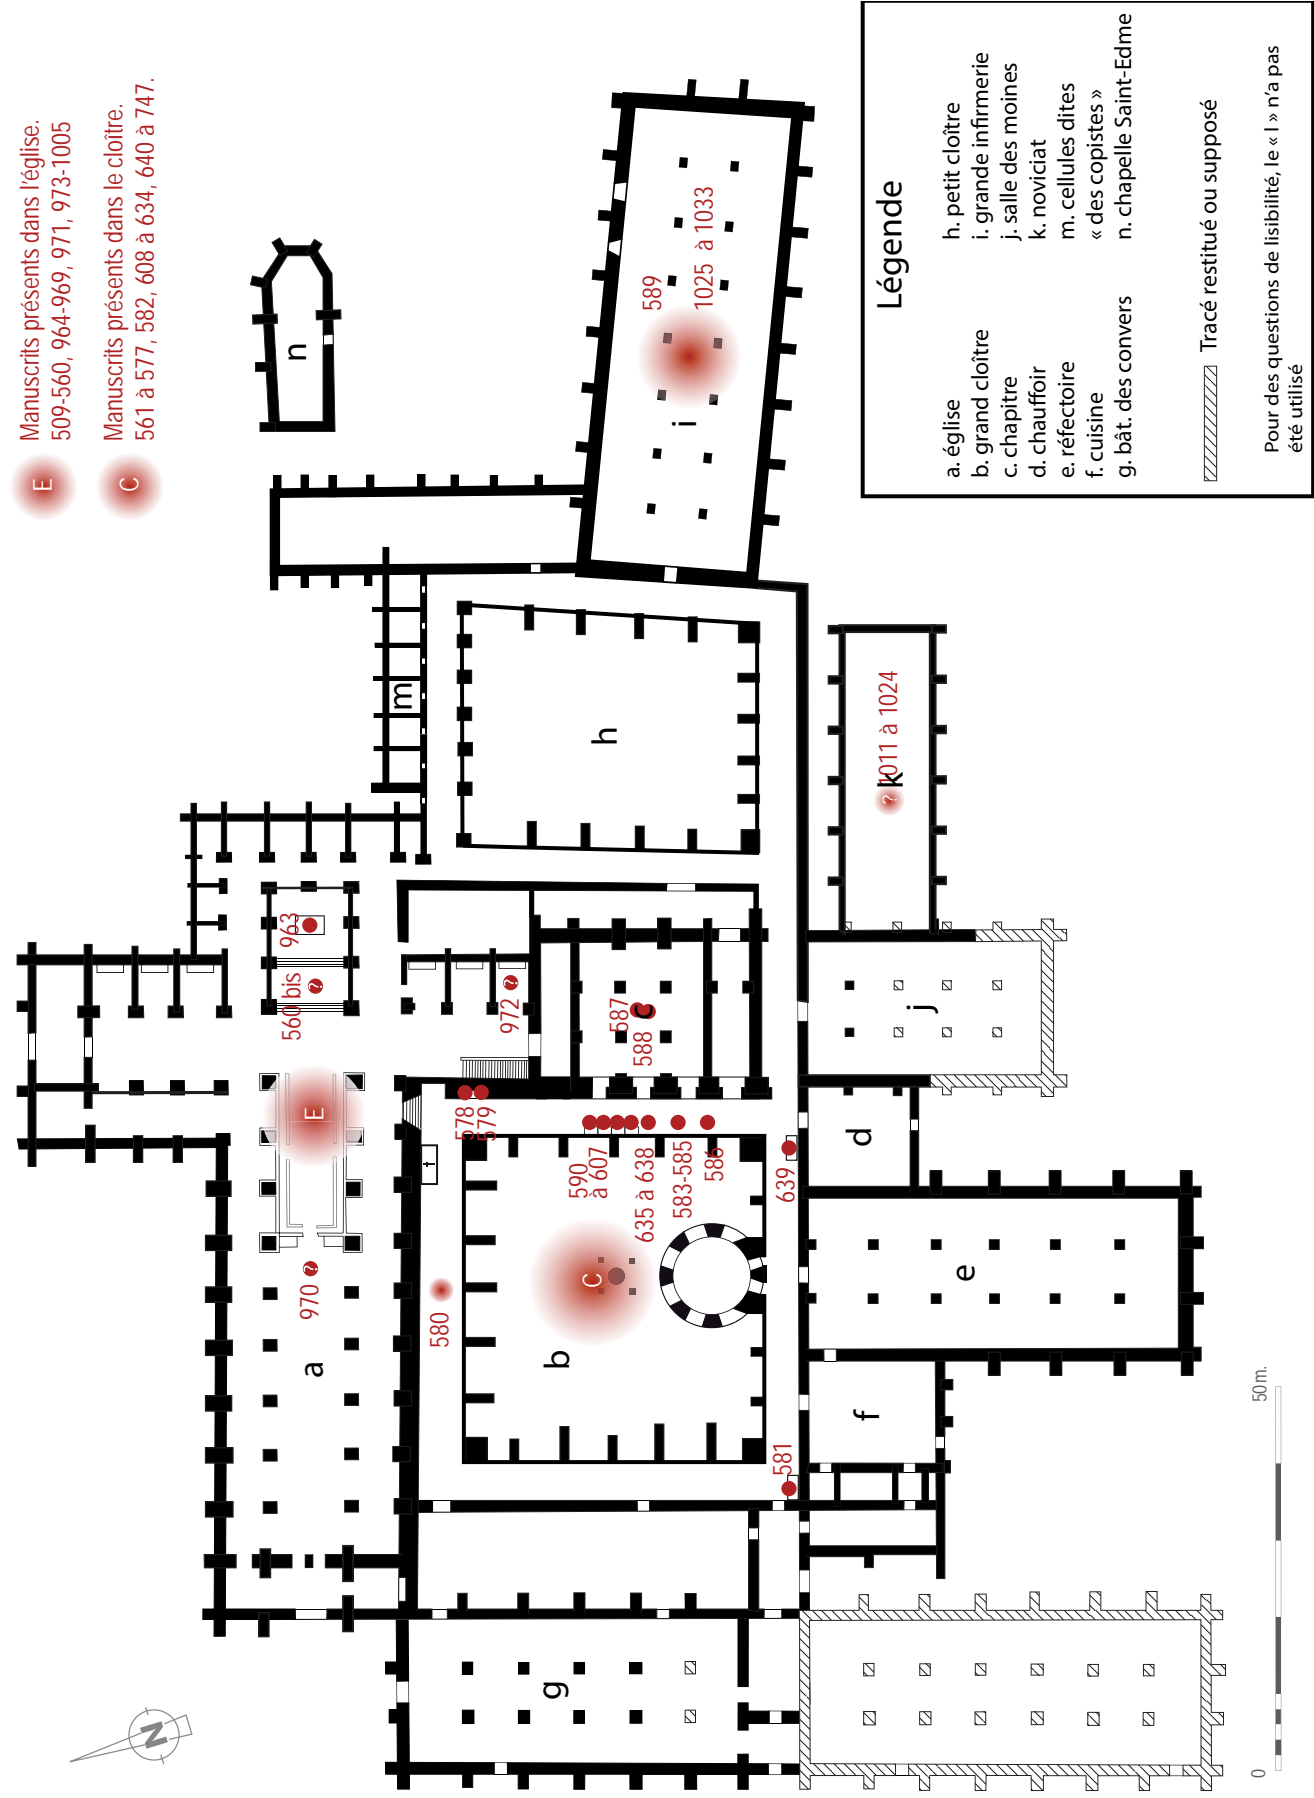 E
Manuscrits présents dans l'église.
509-560, 964-969, 971, 973-1005
C
Manuscrits présents dans le cloître.
561 à 577, 582, 608 à 634, 640 à 747.
n
589
1025 à 1033
i
m
h
1011 à 1024
?
k
963
560 bis
?
972
?
587
c
588
j
E
578
579
t
590
à 607
635 à 638
583-585
586
639
d
970
?
a
580
C
b
e
581
f
g
N
0
50 m.
Légende
a. église
b. grand cloître
c. chapitre
d. chauffoir
e. réfectoire
f. cuisine
g. bât. des convers
h. petit cloître
i. grande infirmerie
j. salle des moines
k. noviciat
m. cellules dites
« des copistes »
n. chapelle Saint-Edme
Tracé restitué ou supposé
Pour des questions de lisibilité, le « l » n'a pas
été utilisé